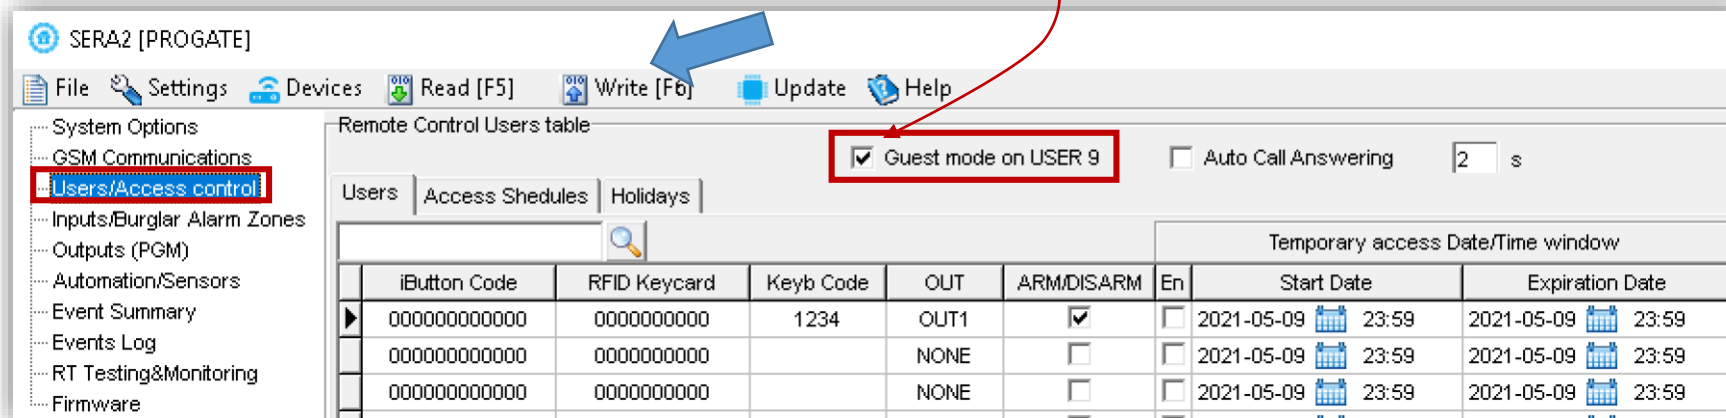 SERA2 [PROGATE]
File Settings Devices Read [F5] Write [F6] Update Help
System Options
GSM Communications
Users/Access control
Inputs/Burglar Alarm Zones
Outputs (PGM)
Automation/Sensors
Event Summary
Events Log
RT Testing&Monitoring
Firmware
Remote Control Users table
Guest mode on USER 9 Auto Call Answering 2 s
Users Access Shedules Holidays
Temporary access Date/Time window
iButton Code RFID Keycard Keyb Code OUT ARM/DISARM En Start Date Expiration Date
000000000000 0000000000 1234 OUT1 2021-05-09 23:59 2021-05-09 23:59
000000000000 0000000000 NONE 2021-05-09 23:59 2021-05-09 23:59
000000000000 0000000000 NONE 2021-05-09 23:59 2021-05-09 23:59